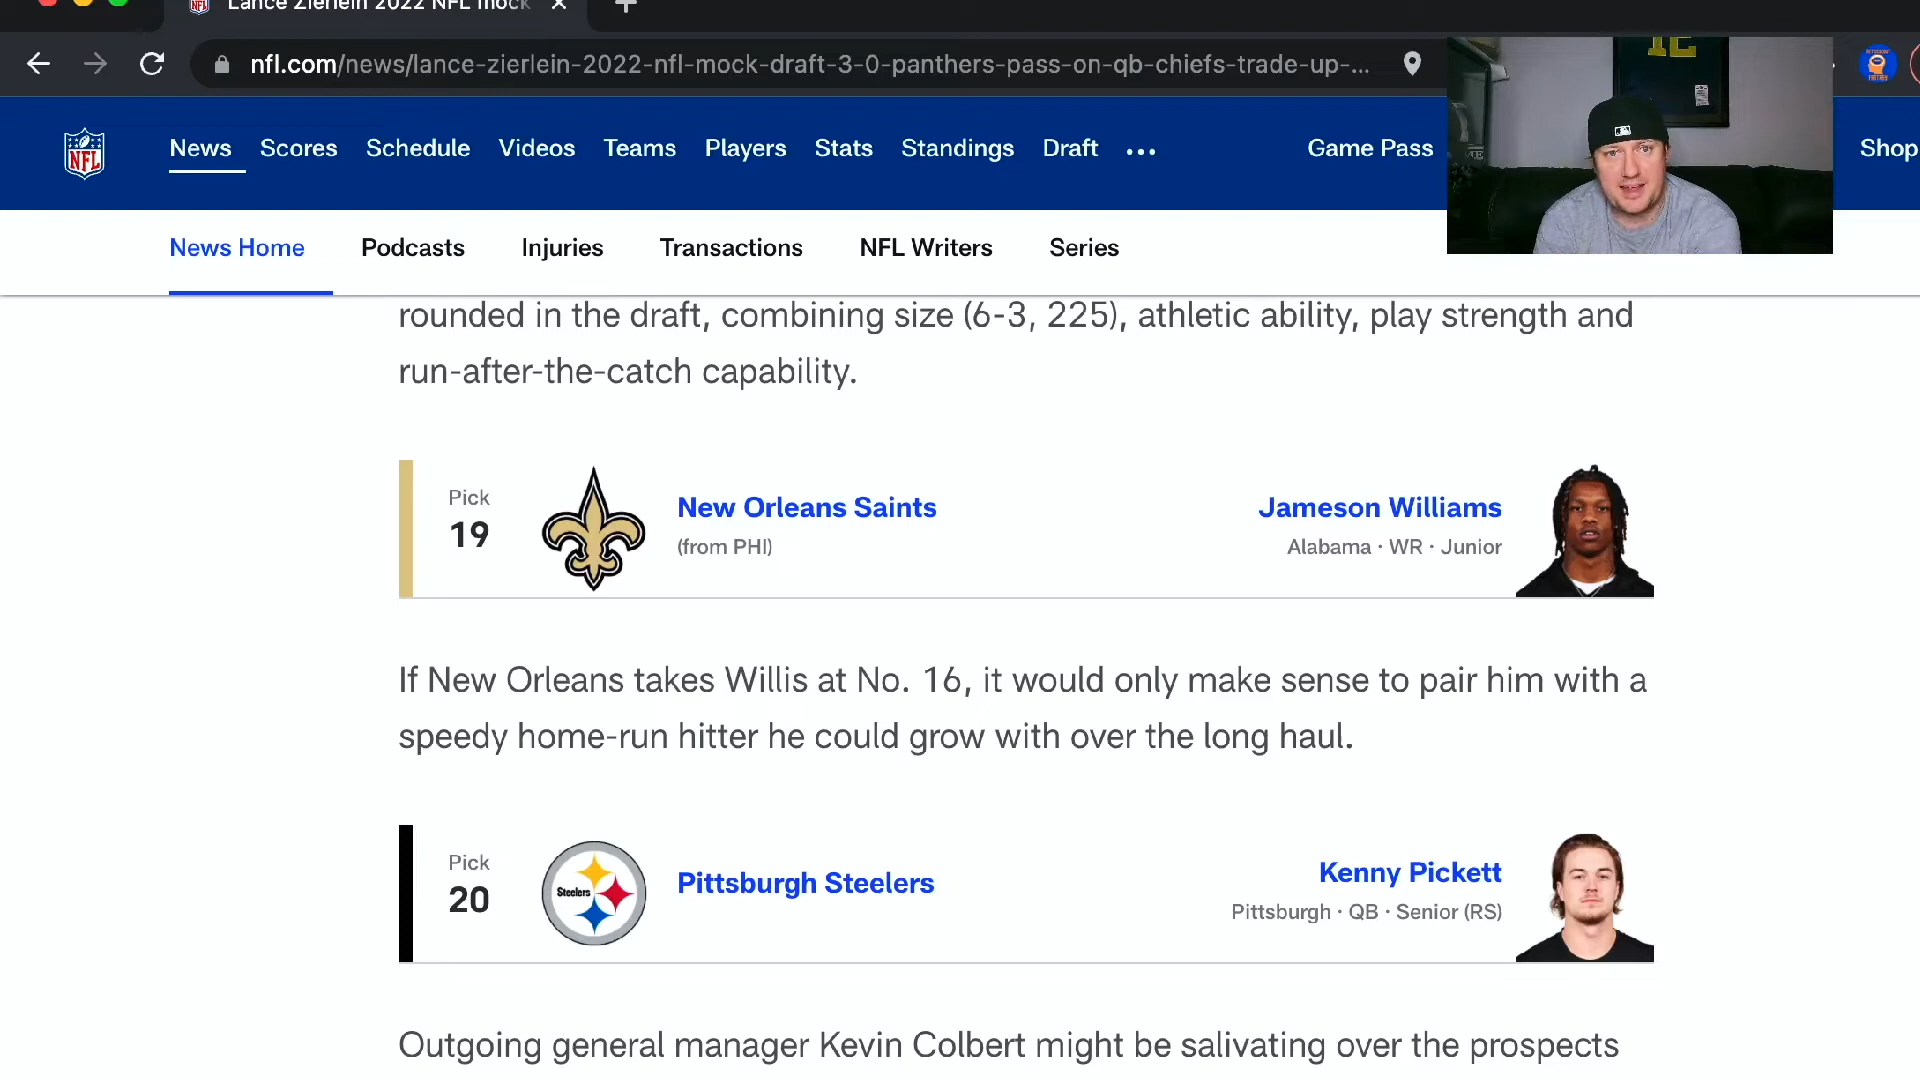 Lance Zierlein 2022 NFL mock
nfl.com/news/lance-zierlein-2022-nfl-mock-draft-3-0-panthers-pass-on-qb-chiefs-trade-up-...
NFL
News Scores Schedule Videos Teams Players Stats Standings Draft ... Game Pass Shop
News Home Podcasts Injuries Transactions NFL Writers Series
rounded in the draft, combining size (6-3, 225), athletic ability, play strength and
run-after-the-catch capability.
Pick
19
New Orleans Saints
(from PHI)
Jameson Williams
Alabama · WR · Junior
If New Orleans takes Willis at No. 16, it would only make sense to pair him with a
speedy home-run hitter he could grow with over the long haul.
Pick
20
Steelers
Pittsburgh Steelers
Kenny Pickett
Pittsburgh · QB · Senior (RS)
Outgoing general manager Kevin Colbert might be salivating over the prospects